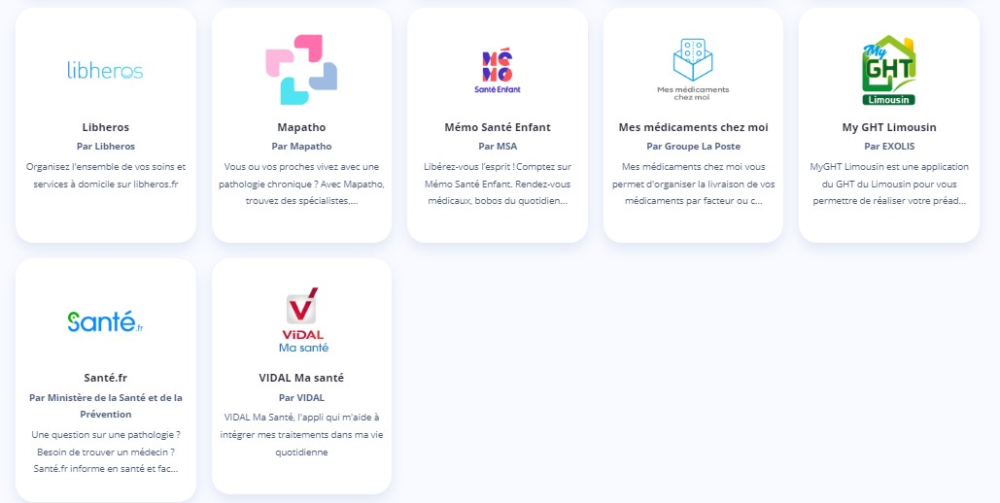 libheros
Libheros
Par Libheros
Organisez l'ensemble de vos soins et
services à domicile sur libheros.fr
Mapatho
Par Mapatho
Vous ou vos proches vivez avec une
pathologie chronique ? Avec Mapatho,
trouvez des spécialistes,...
MÉ
MO
Santé Enfant
Mémo Santé Enfant
Par MSA
Libérez-vous l'esprit ! Comptez sur
Mémo Santé Enfant. Rendez-vous
médicaux, bobos du quotidien...
Mes médicaments
chez moi
Mes médicaments chez moi
Par Groupe La Poste
Mes médicaments chez moi vous
permet d'organiser la livraison de vos
médicaments par facteur ou c...
My
GHT
Limousin
My GHT Limousin
Par EXOLIS
MyGHT Limousin est une application
du GHT du Limousin pour vous
permettre de réaliser votre préad...
Santé.fr
Santé.fr
Par Ministère de la Santé et de la
Prévention
Une question sur une pathologie ?
Besoin de trouver un médecin ?
Santé.fr informe en santé et fac...
V
ViDAL
Ma santé
VIDAL Ma santé
Par VIDAL
VIDAL Ma Santé, l'appli qui m'aide à
intégrer mes traitements dans ma vie
quotidienne